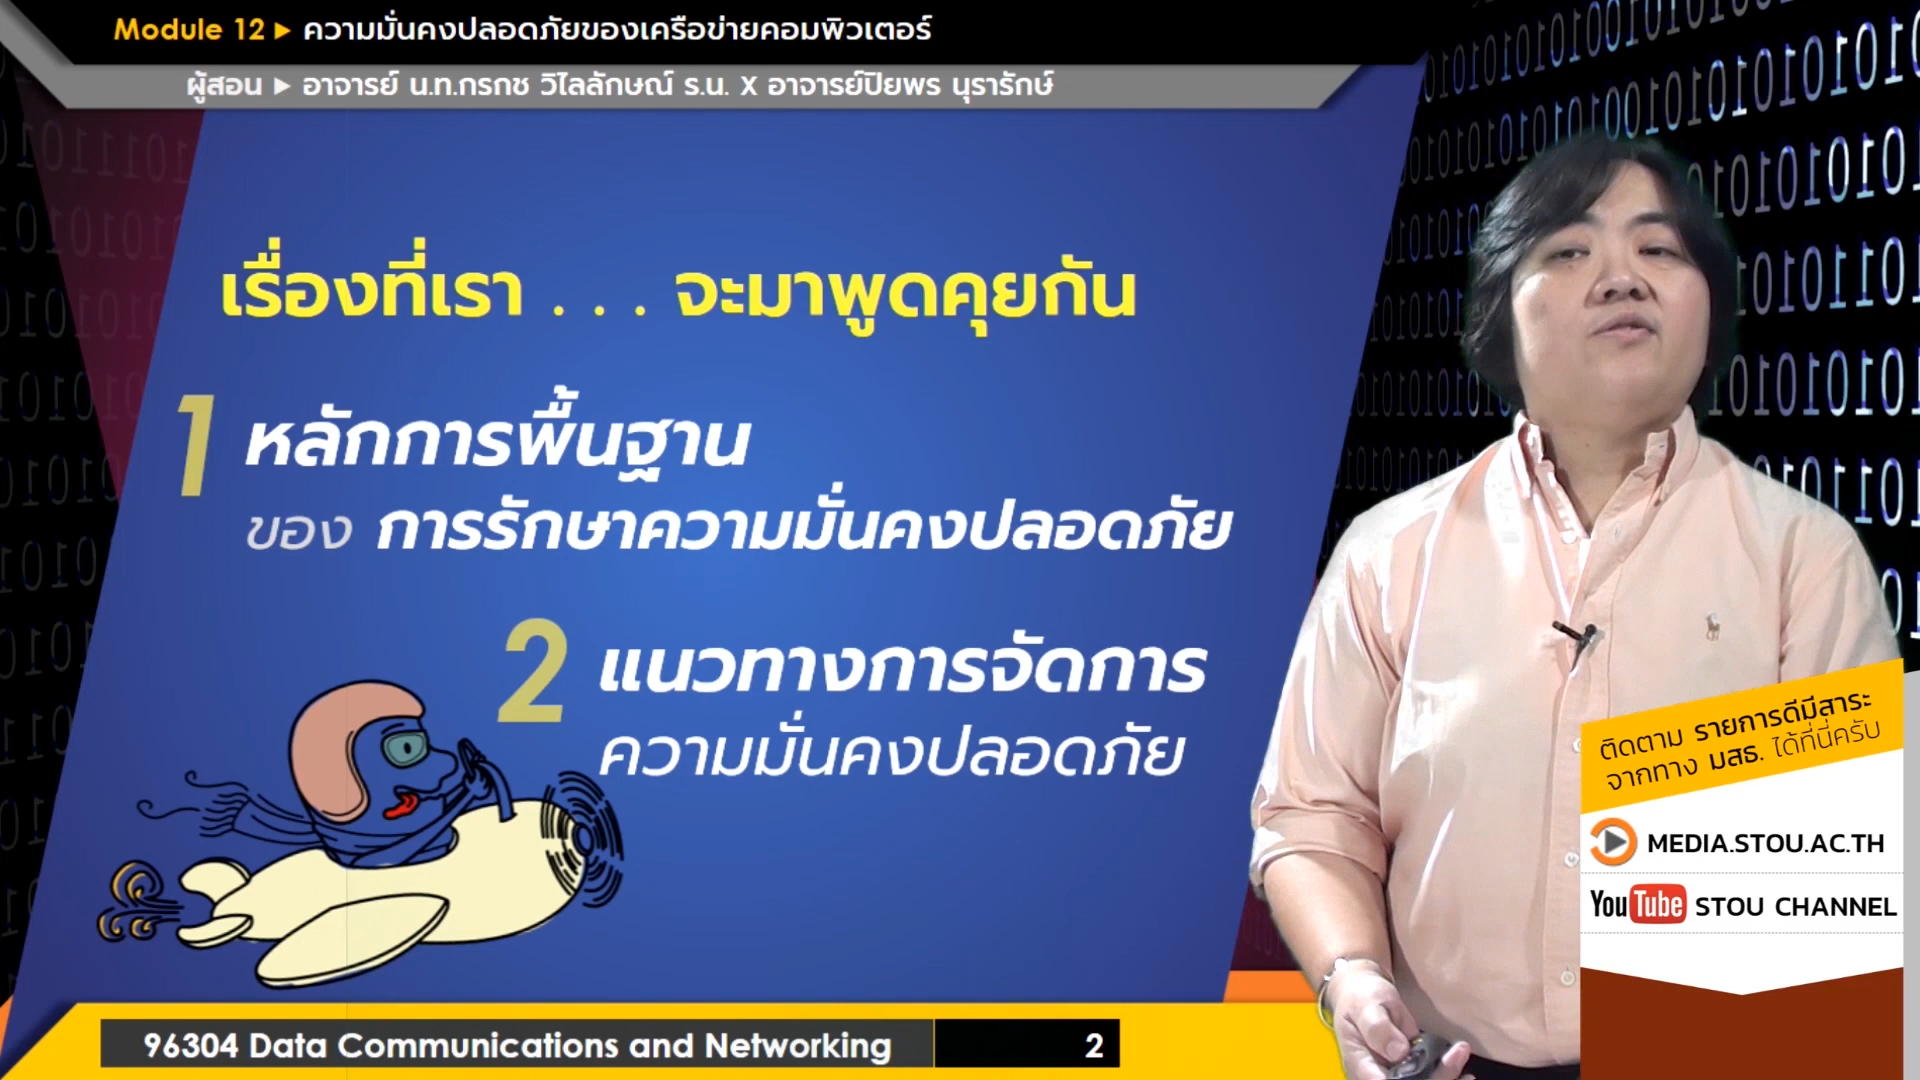 Module 12 ▸ ความมั่นคงปลอดภัยของเครือข่ายคอมพิวเตอร์
ผู้สอน ▸ อาจารย์ น.ท.กรกช วิไลลักษณ์ ร.น. X อาจารย์ปิยพร นุรารักษ์
เรื่องที่เรา . . . จะมาพูดคุยกัน
1 หลักการพื้นฐาน
ของ การรักษาความมั่นคงปลอดภัย
2 แนวทางการจัดการ
ความมั่นคงปลอดภัย
ติดตาม รายการดีมีสาระ
จากทาง มสธ. ได้ที่นี่ครับ
MEDIA.STOU.AC.TH
YouTube STOU CHANNEL
96304 Data Communications and Networking 2